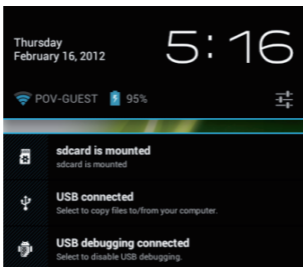 Thursday
February 16, 2012
5:16
POV-GUEST 95%
sdcard is mounted
sdcard is mounted
USB connected
Select to copy files to/from your computer.
USB debugging connected
Select to disable USB debugging.